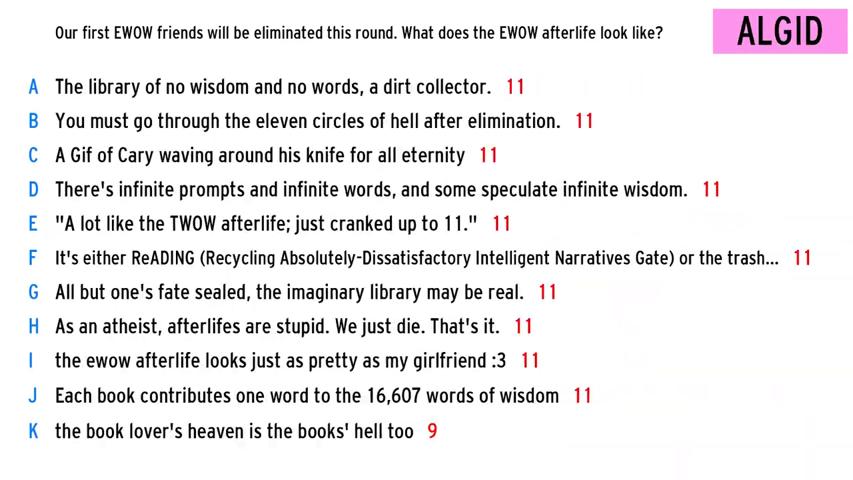 Our first EWOW friends will be eliminated this round. What does the EWOW afterlife look like?
ALGID
A The library of no wisdom and no words, a dirt collector. 11
B You must go through the eleven circles of hell after elimination. 11
C A Gif of Cary waving around his knife for all eternity 11
D There's infinite prompts and infinite words, and some speculate infinite wisdom. 11
E "A lot like the TWOW afterlife; just cranked up to 11." 11
F It's either ReADING (Recycling Absolutely-Dissatisfactory Intelligent Narratives Gate) or the trash... 11
G All but one's fate sealed, the imaginary library may be real. 11
H As an atheist, afterlifes are stupid. We just die. That's it. 11
I the ewow afterlife looks just as pretty as my girlfriend :3 11
J Each book contributes one word to the 16,607 words of wisdom 11
K the book lover's heaven is the books' hell too 9